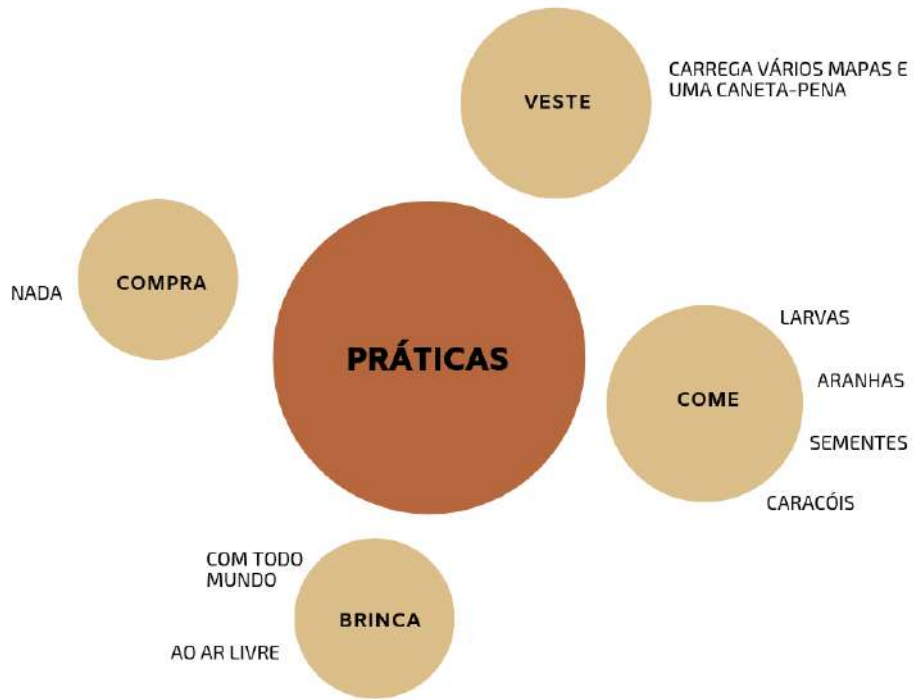 CARREGA VÁRIOS MAPAS E
UMA CANETA-PENA
VESTE
COMPRA
NADA
PRÁTICAS
LARVAS
ARANHAS
COME
SEMENTES
CARACÓIS
COM TODO
MUNDO
BRINCA
AO AR LIVRE